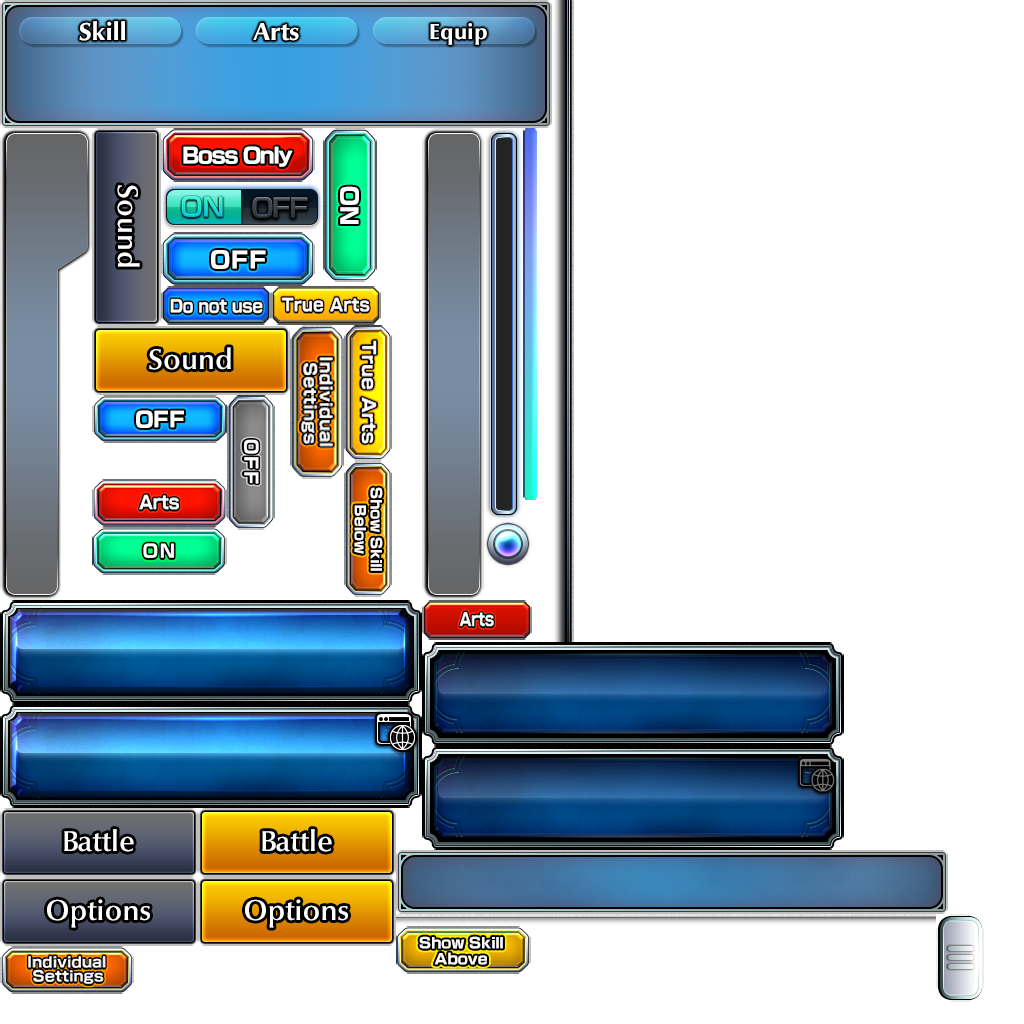 Skill
Arts
Equip
Sound
Boss Only
ON
ON OFF
OFF
Do not use
True Arts
Sound
Individual
Settings
True Arts
OFF
OFF
Arts
Show Skill
Below
ON
Arts
Battle
Battle
Options
Options
Show Skill
Above
Individual
Settings